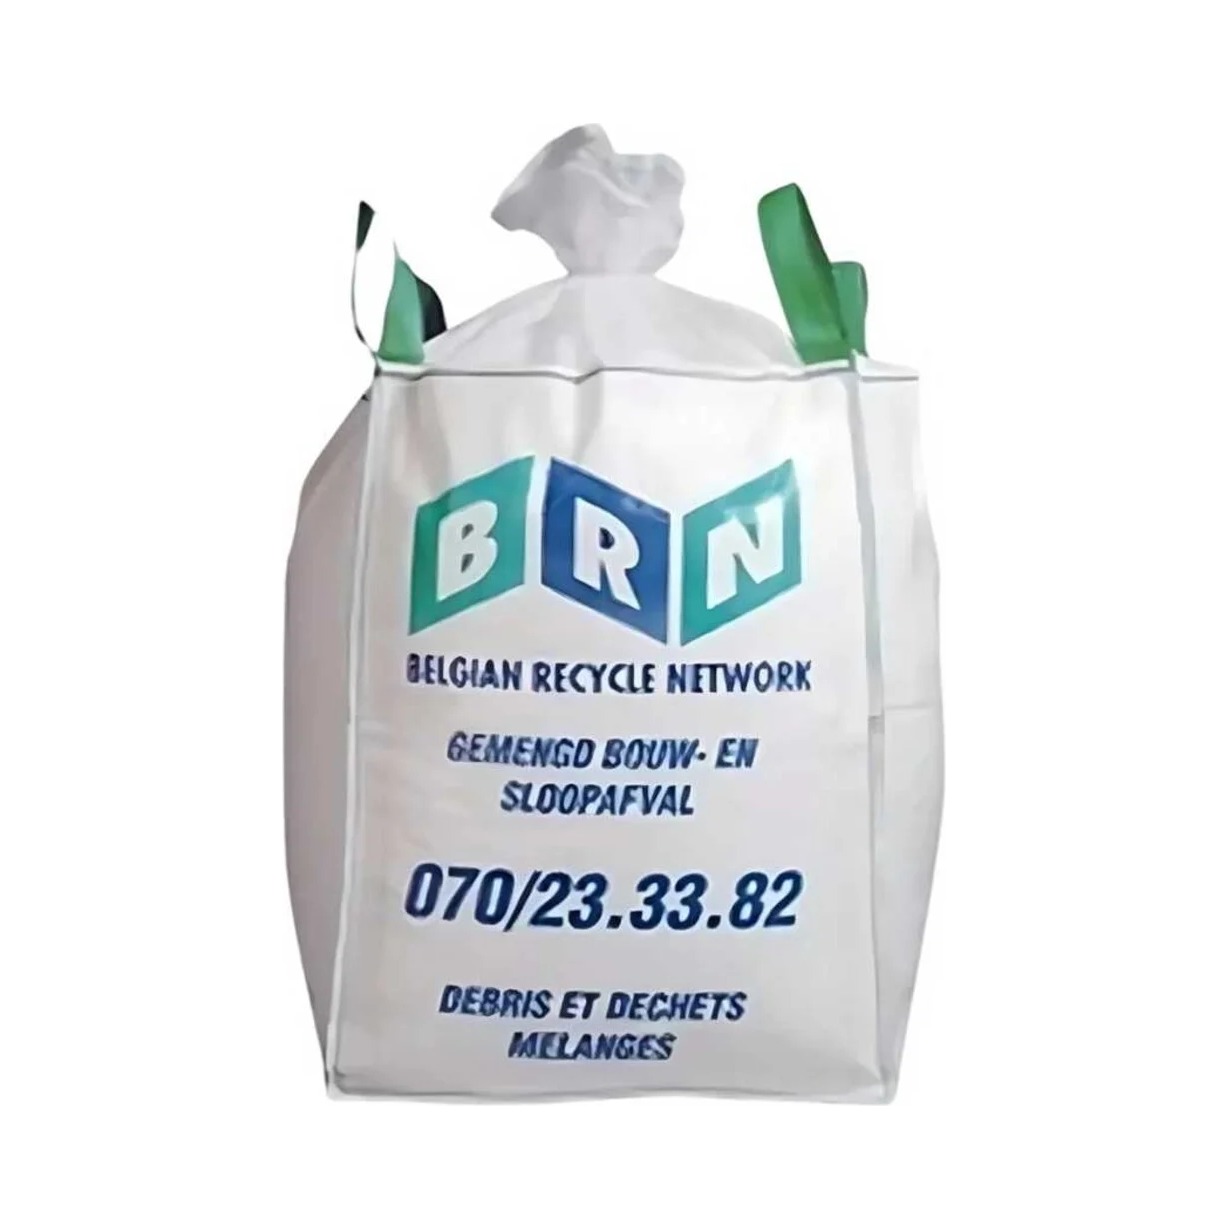 BRN
BELGIAN RECYCLE NETWORK
GEMENGD BOUW- EN
SLOOPAFVAL
070/23.33.82
DEBRIS ET DECHETS
MELANGES